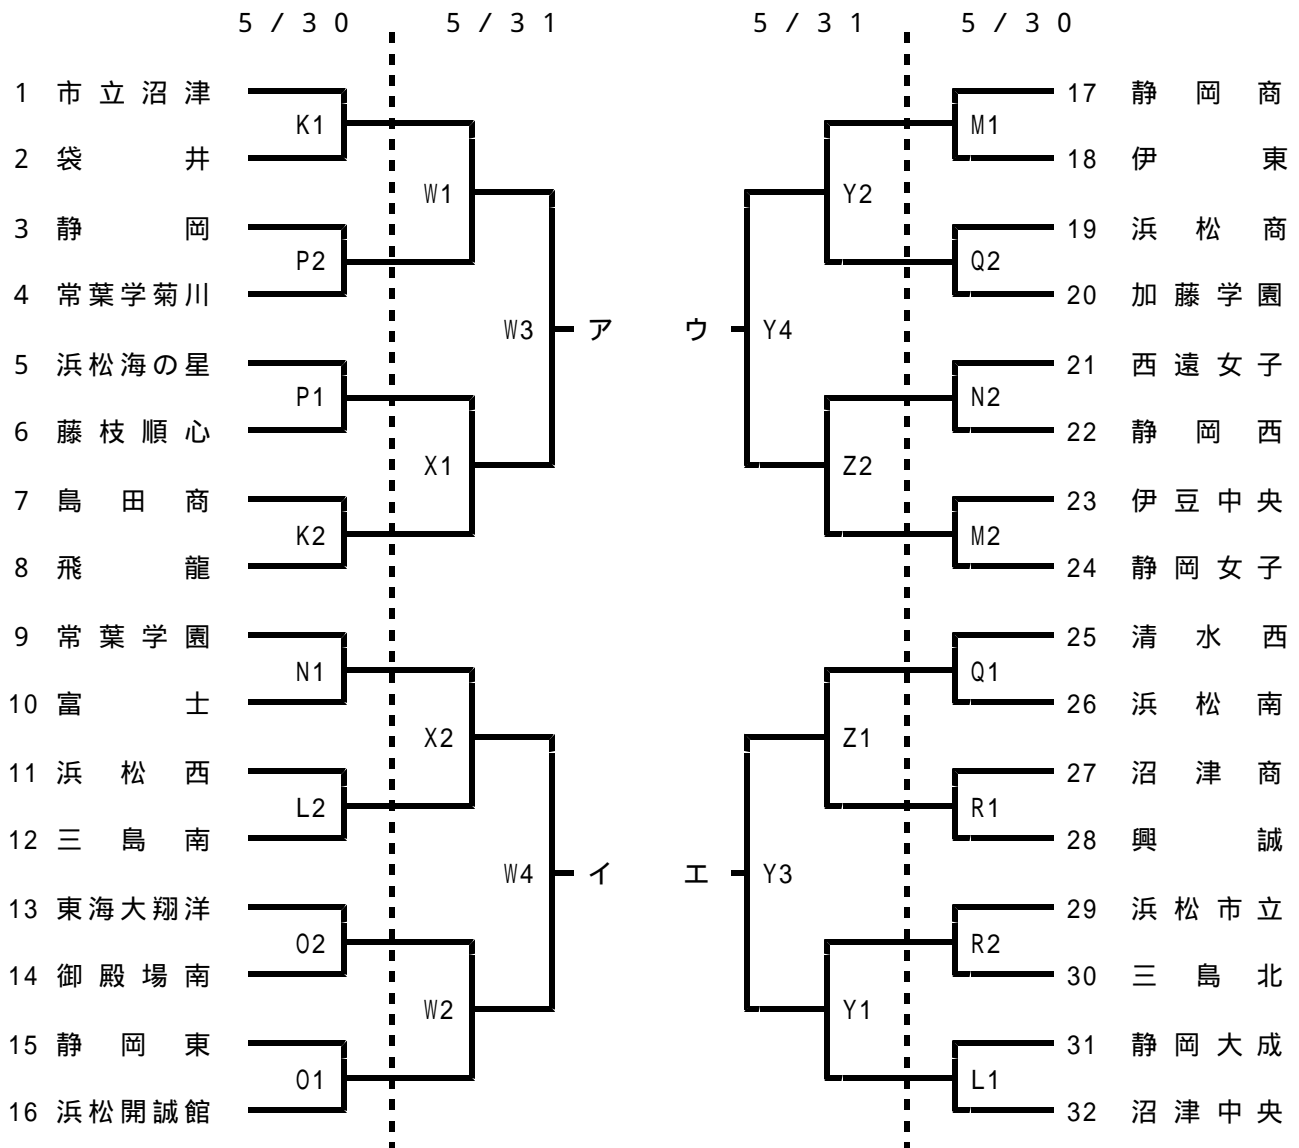 5/30 5/31 5/31 5/30
1 市立沼津 17 静岡商
K1 M1
2 袋井 18 伊東
W1 Y2
3 静岡 19 浜松商
P2 Q2
4 常葉学菊川 20 加藤学園
W3 ア ウ Y4
5 浜松海の星 21 西遠女子
P1 N2
6 藤枝順心 22 静岡西
X1 Z2
7 島田商 23 伊豆中央
K2 M2
8 飛龍 24 静岡女子
9 常葉学園 25 清水西
N1 Q1
10 富士 26 浜松南
X2 Z1
11 浜松西 27 沼津商
L2 R1
12 三島南 28 興誠
W4 イ エ Y3
13 東海大翔洋 29 浜松市立
O2 R2
14 御殿場南 30 三島北
W2 Y1
15 静岡東 31 静岡大成
O1 L1
16 浜松開誠館 32 沼津中央